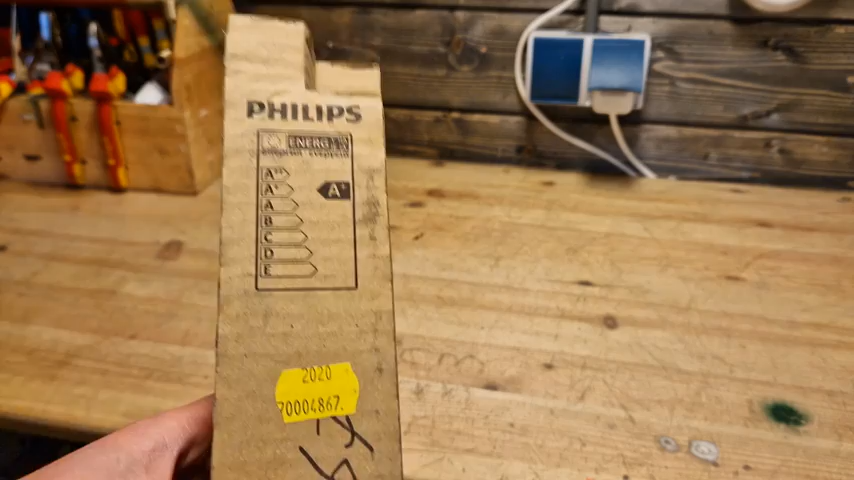 PHILIPS
ENERG
A++
A+
A+
A
B
C
D
E
2020
70004867.